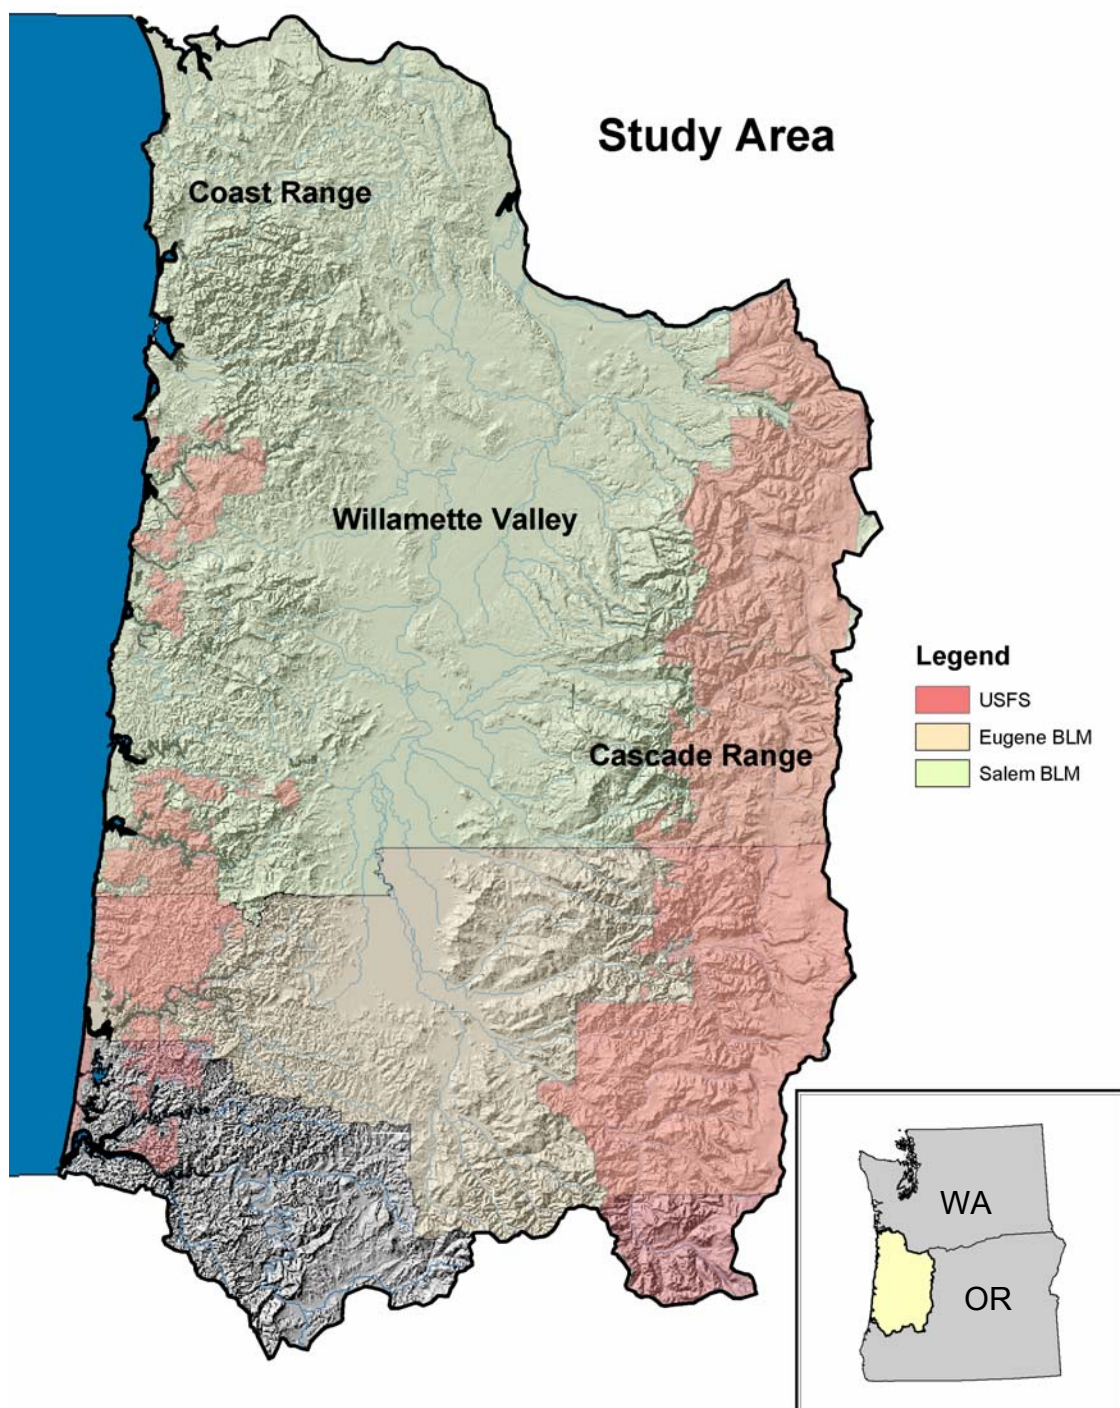 Study Area
Coast Range
Willamette Valley
Legend
USFS
Eugene BLM
Cascade Range
Salem BLM
WA
OR